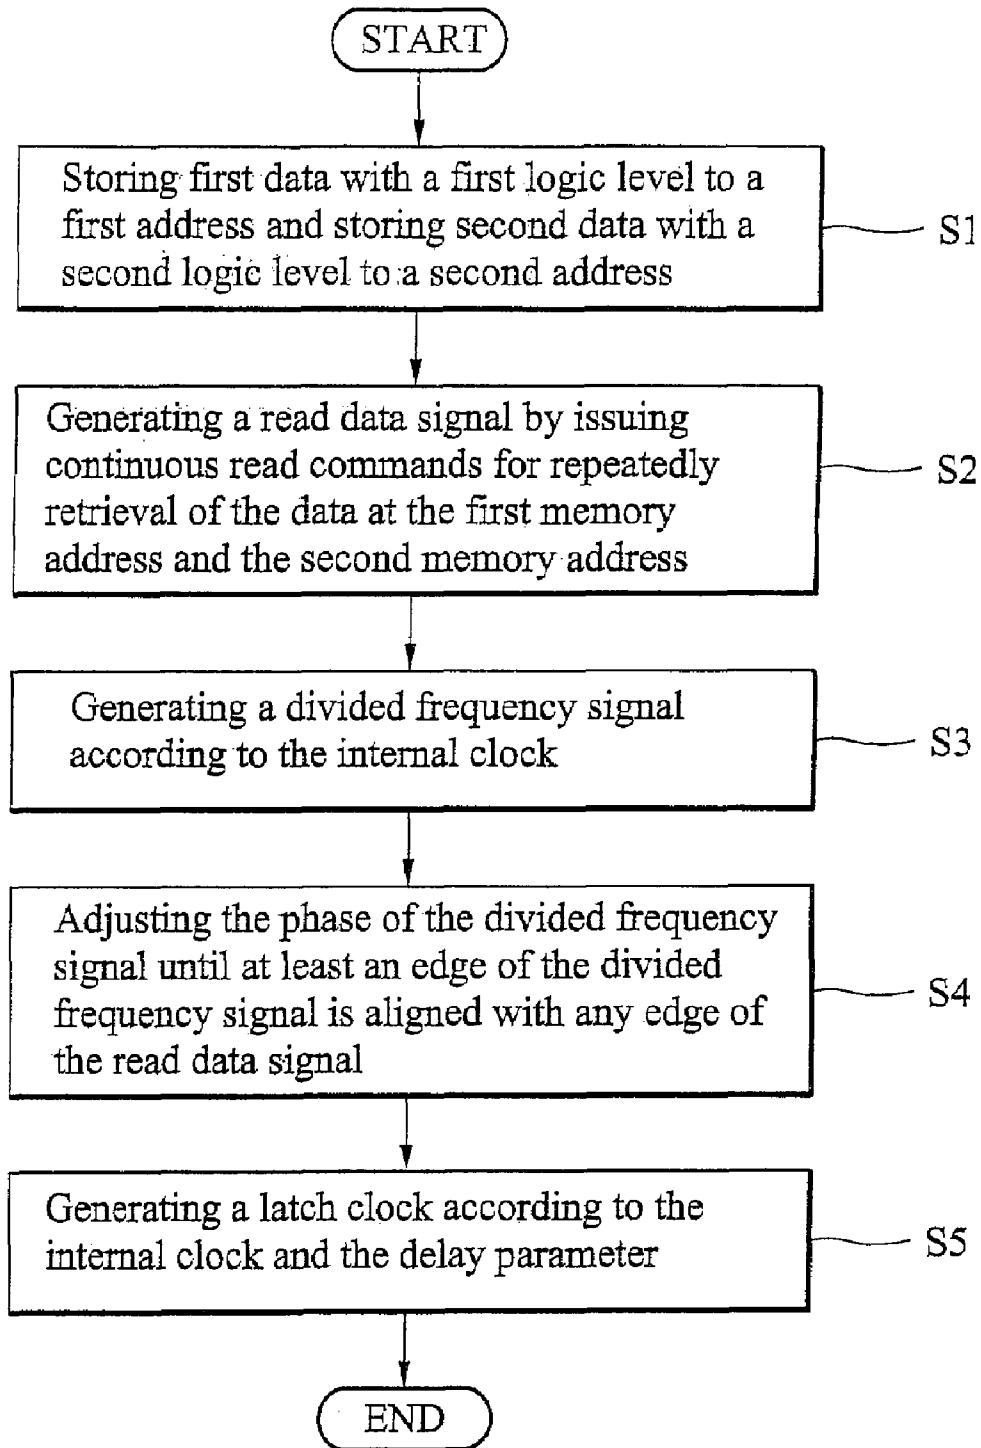 START
Storing first data with a first logic level to a
first address and storing second data with a
second logic level to a second address
S1
Generating a read data signal by issuing
continuous read commands for repeatedly
retrieval of the data at the first memory
address and the second memory address
S2
Generating a divided frequency signal
according to the internal clock
S3
Adjusting the phase of the divided frequency
signal until at least an edge of the divided
frequency signal is aligned with any edge of
the read data signal
S4
Generating a latch clock according to the
internal clock and the delay parameter
S5
END